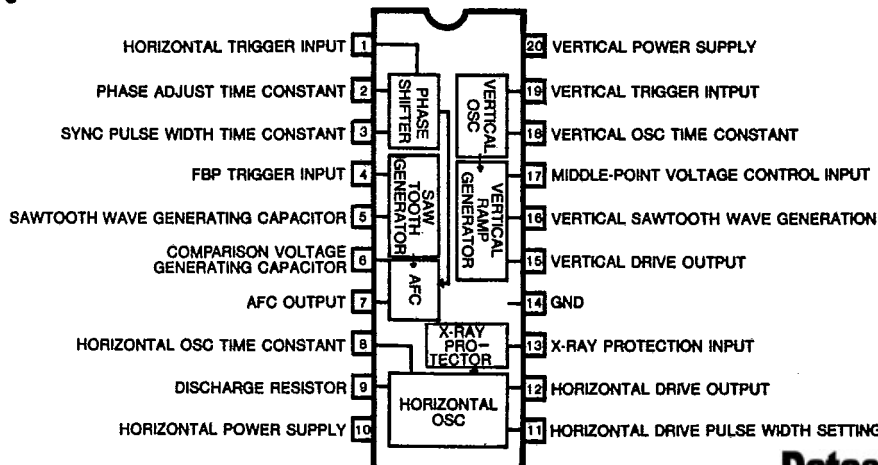 HORIZONTAL TRIGGER INPUT 1
PHASE ADJUST TIME CONSTANT 2
SYNC PULSE WIDTH TIME CONSTANT 3
FBP TRIGGER INPUT 4
SAWTOOTH WAVE GENERATING CAPACITOR 5
COMPARISON VOLTAGE
GENERATING CAPACITOR 6
AFC OUTPUT 7
HORIZONTAL OSC TIME CONSTANT 8
DISCHARGE RESISTOR 9
HORIZONTAL POWER SUPPLY 10
PHASE
SHIFTER
SAW
TOOTH
GENERATOR
AFC
VERTICAL
OSC
VERTICAL
RAMP
GENERATOR
X-RAY
PRO-
TECTOR
HORIZONTAL
OSC
20 VERTICAL POWER SUPPLY
19 VERTICAL TRIGGER INTPUT
18 VERTICAL OSC TIME CONSTANT
17 MIDDLE-POINT VOLTAGE CONTROL INPUT
16 VERTICAL SAWTOOTH WAVE GENERATION
15 VERTICAL DRIVE OUTPUT
14 GND
13 X-RAY PROTECTION INPUT
12 HORIZONTAL DRIVE OUTPUT
11 HORIZONTAL DRIVE PULSE WIDTH SETTING